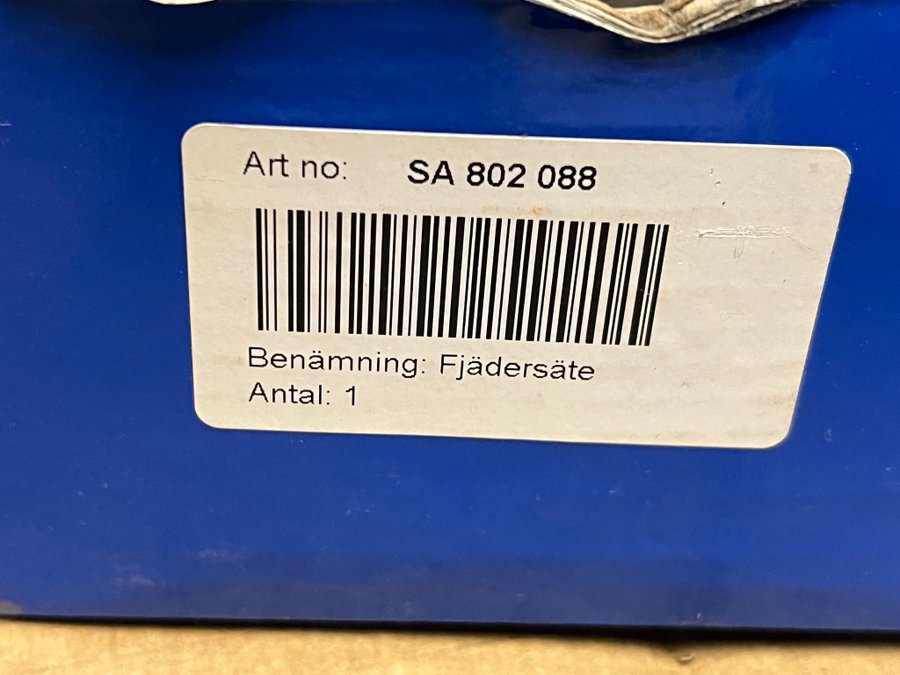 Art no: SA 802 088
Benämning: Fjädersäte
Antal: 1